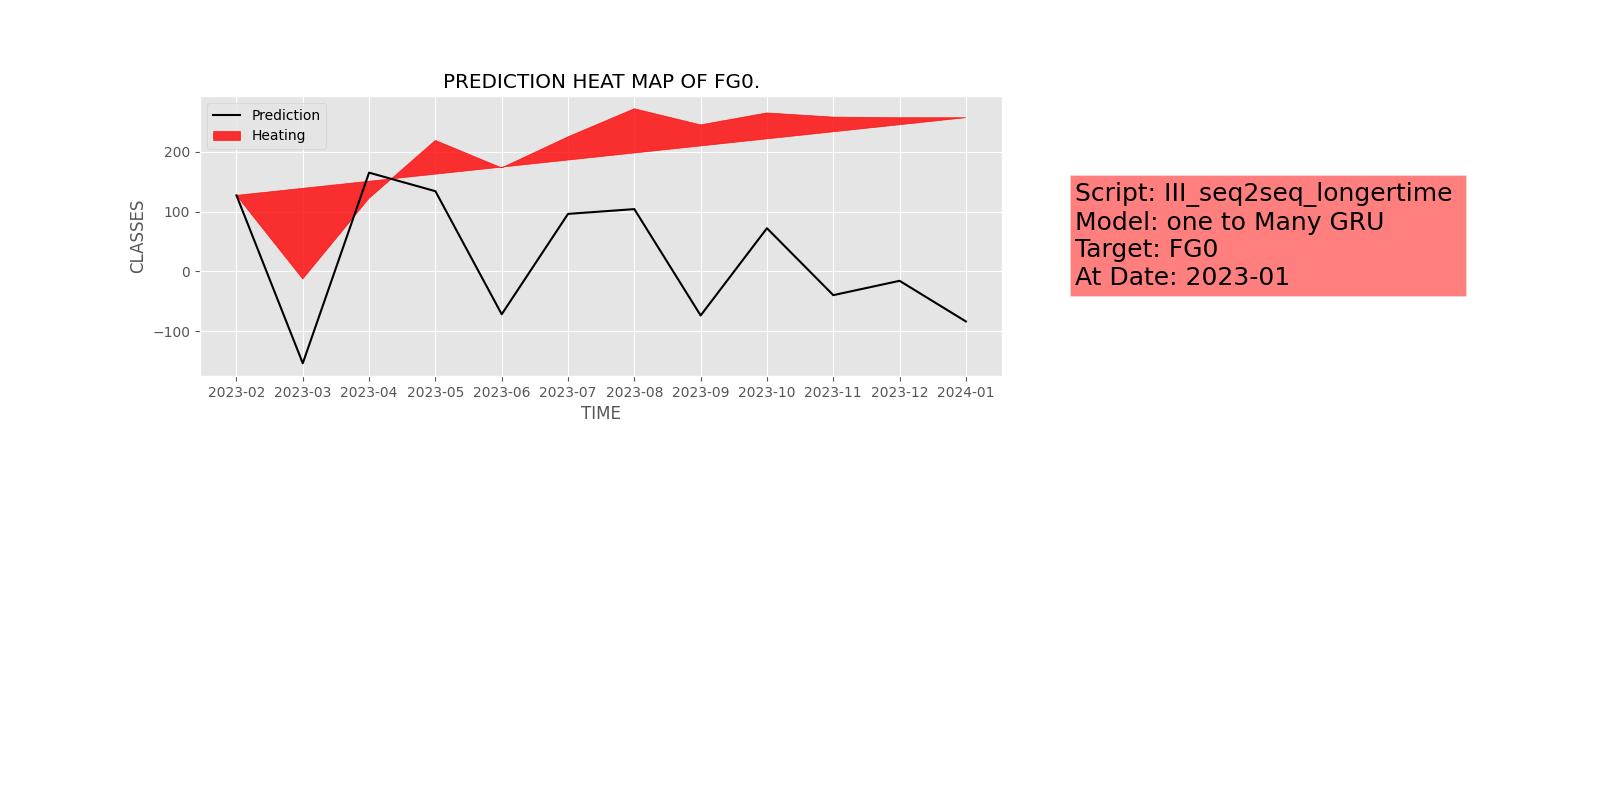 PREDICTION HEAT MAP OF FG0.
Prediction
Heating
200
100
0
−100
CLASSES
2023-02 2023-03 2023-04 2023-05 2023-06 2023-07 2023-08 2023-09 2023-10 2023-11 2023-12 2024-01
TIME
Script: III_seq2seq_longertime
Model: one to Many GRU
Target: FG0
At Date: 2023-01